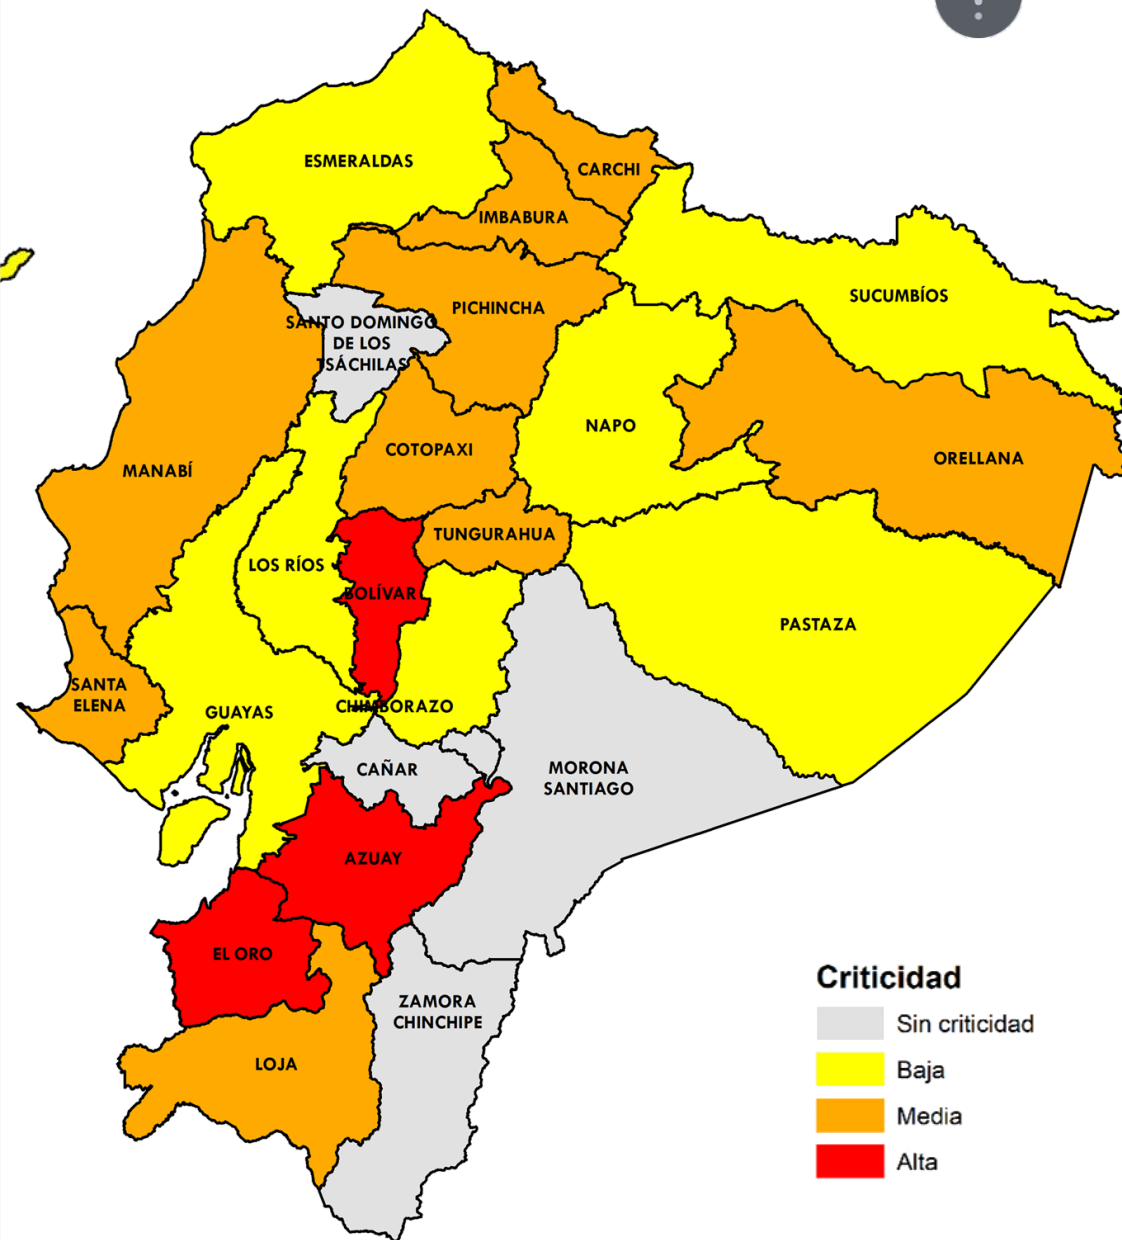 ESMERALDAS
CARCHI
IMBABURA
SUCUMBÍOS
PICHINCHA
SANTO DOMINGO
DE LOS
TSÁCHILAS
NAPO
COTOPAXI
ORELLANA
MANABÍ
TUNGURAHUA
LOS RÍOS
BOLÍVAR
PASTAZA
SANTA
ELENA
GUAYAS
CHIMBORAZO
CAÑAR
MORONA
SANTIAGO
AZUAY
EL ORO
ZAMORA
CHINCHIPE
LOJA
Criticidad
Sin criticidad
Baja
Media
Alta